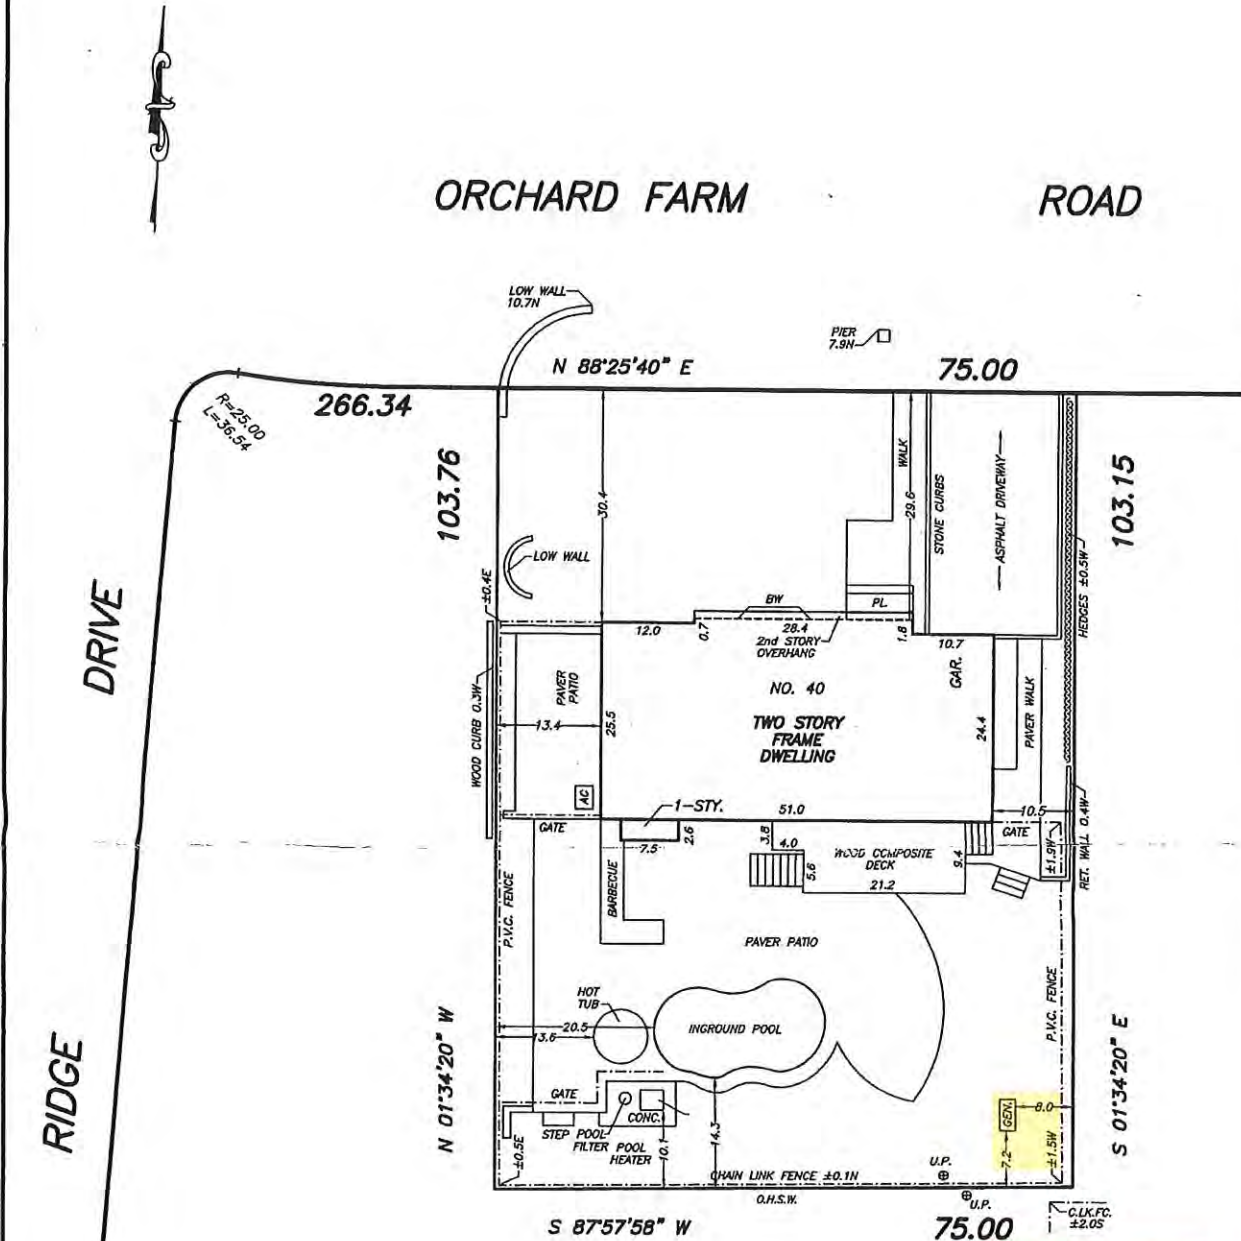 ORCHARD FARM ROAD
LOW WALL
10.7N
PIER
7.9N
N 88°25'40" E
75.00
R=25.00
L=36.54
266.34
103.76
103.15
30.4
WALK
29.6
STONE CURBS
ASPHALT DRIVEWAY
HEDGES ±0.5W
LOW WALL
±0.4E
DRIVE
BW
PL.
12.0
0.7
28.4
1.8
10.7
2nd STORY
OVERHANG
GAR.
NO. 40
TWO STORY
FRAME
DWELLING
WOOD CURB 0.3W
PAVER
PATIO
13.4
25.5
24.4
PAVER WALK
AC
1-STY.
51.0
10.5
GATE
7.5
2.6
3.8
4.0
5.6
WOOD COMPOSITE
DECK
21.2
9.4
GATE
±1.9W
RET. WALL 0.4W
P.V.C. FENCE
BARBECUE
PAVER PATIO
HOT
TUB
20.5
13.6
INGROUND POOL
P.V.C. FENCE
N 01°34'20" W
S 01°34'20" E
RIDGE
GATE
CONC.
STEP
POOL
FILTER
POOL
HEATER
10.1
14.3
GEN.
7.2
±1.5W
±0.5E
CHAIN LINK FENCE ±0.1N
U.P.
O.H.S.W.
U.P.
S 87°57'58" W
75.00
C.LK.FC.
±2.0S